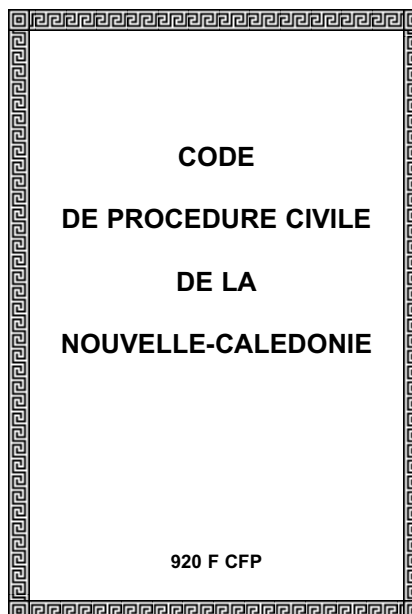 CODE
DE PROCEDURE CIVILE
DE LA
NOUVELLE-CALEDONIE
920 F CFP